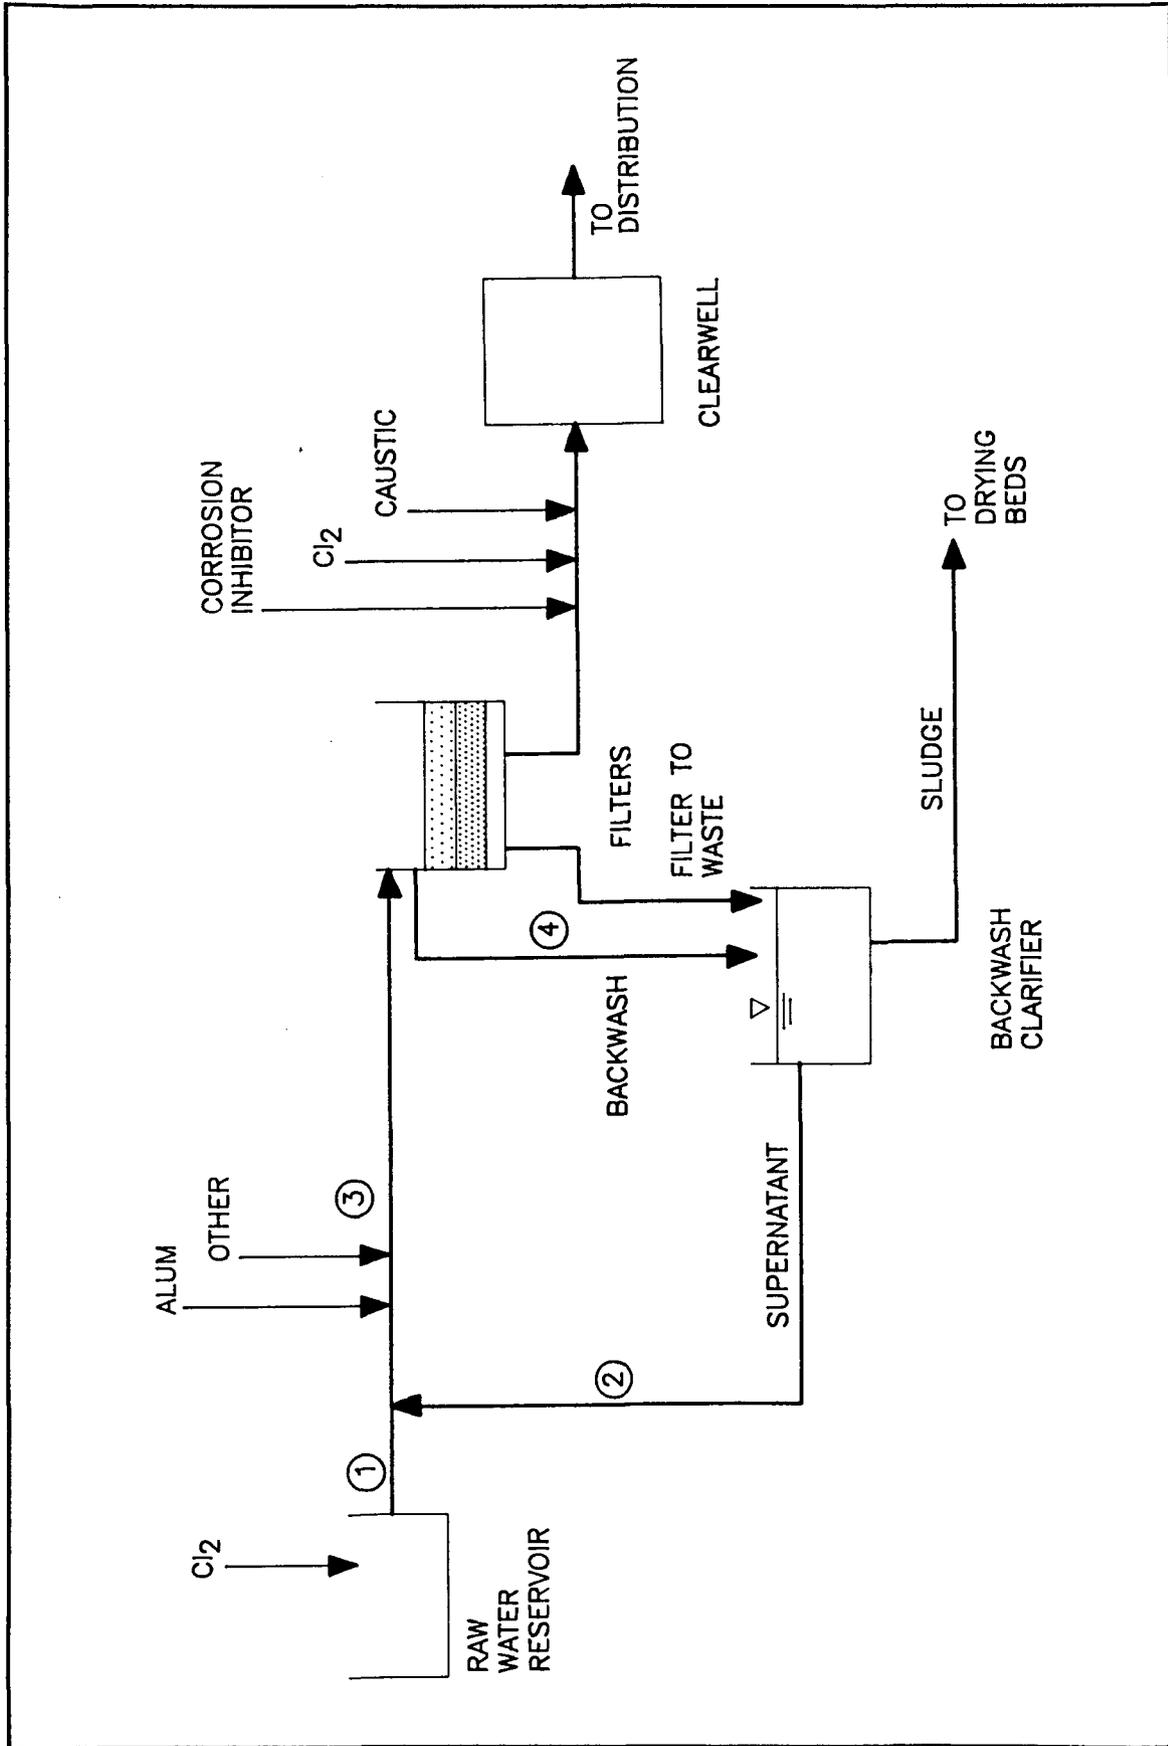 Cl2
RAW
WATER
RESERVOIR
1
ALUM
OTHER
3
2
SUPERNATANT
BACKWASH
4
FILTERS
FILTER TO
WASTE
BACKWASH
CLARIFIER
SLUDGE
TO
DRYING
BEDS
CORROSION
INHIBITOR
Cl2
CAUSTIC
CLEARWELL
TO
DISTRIBUTION